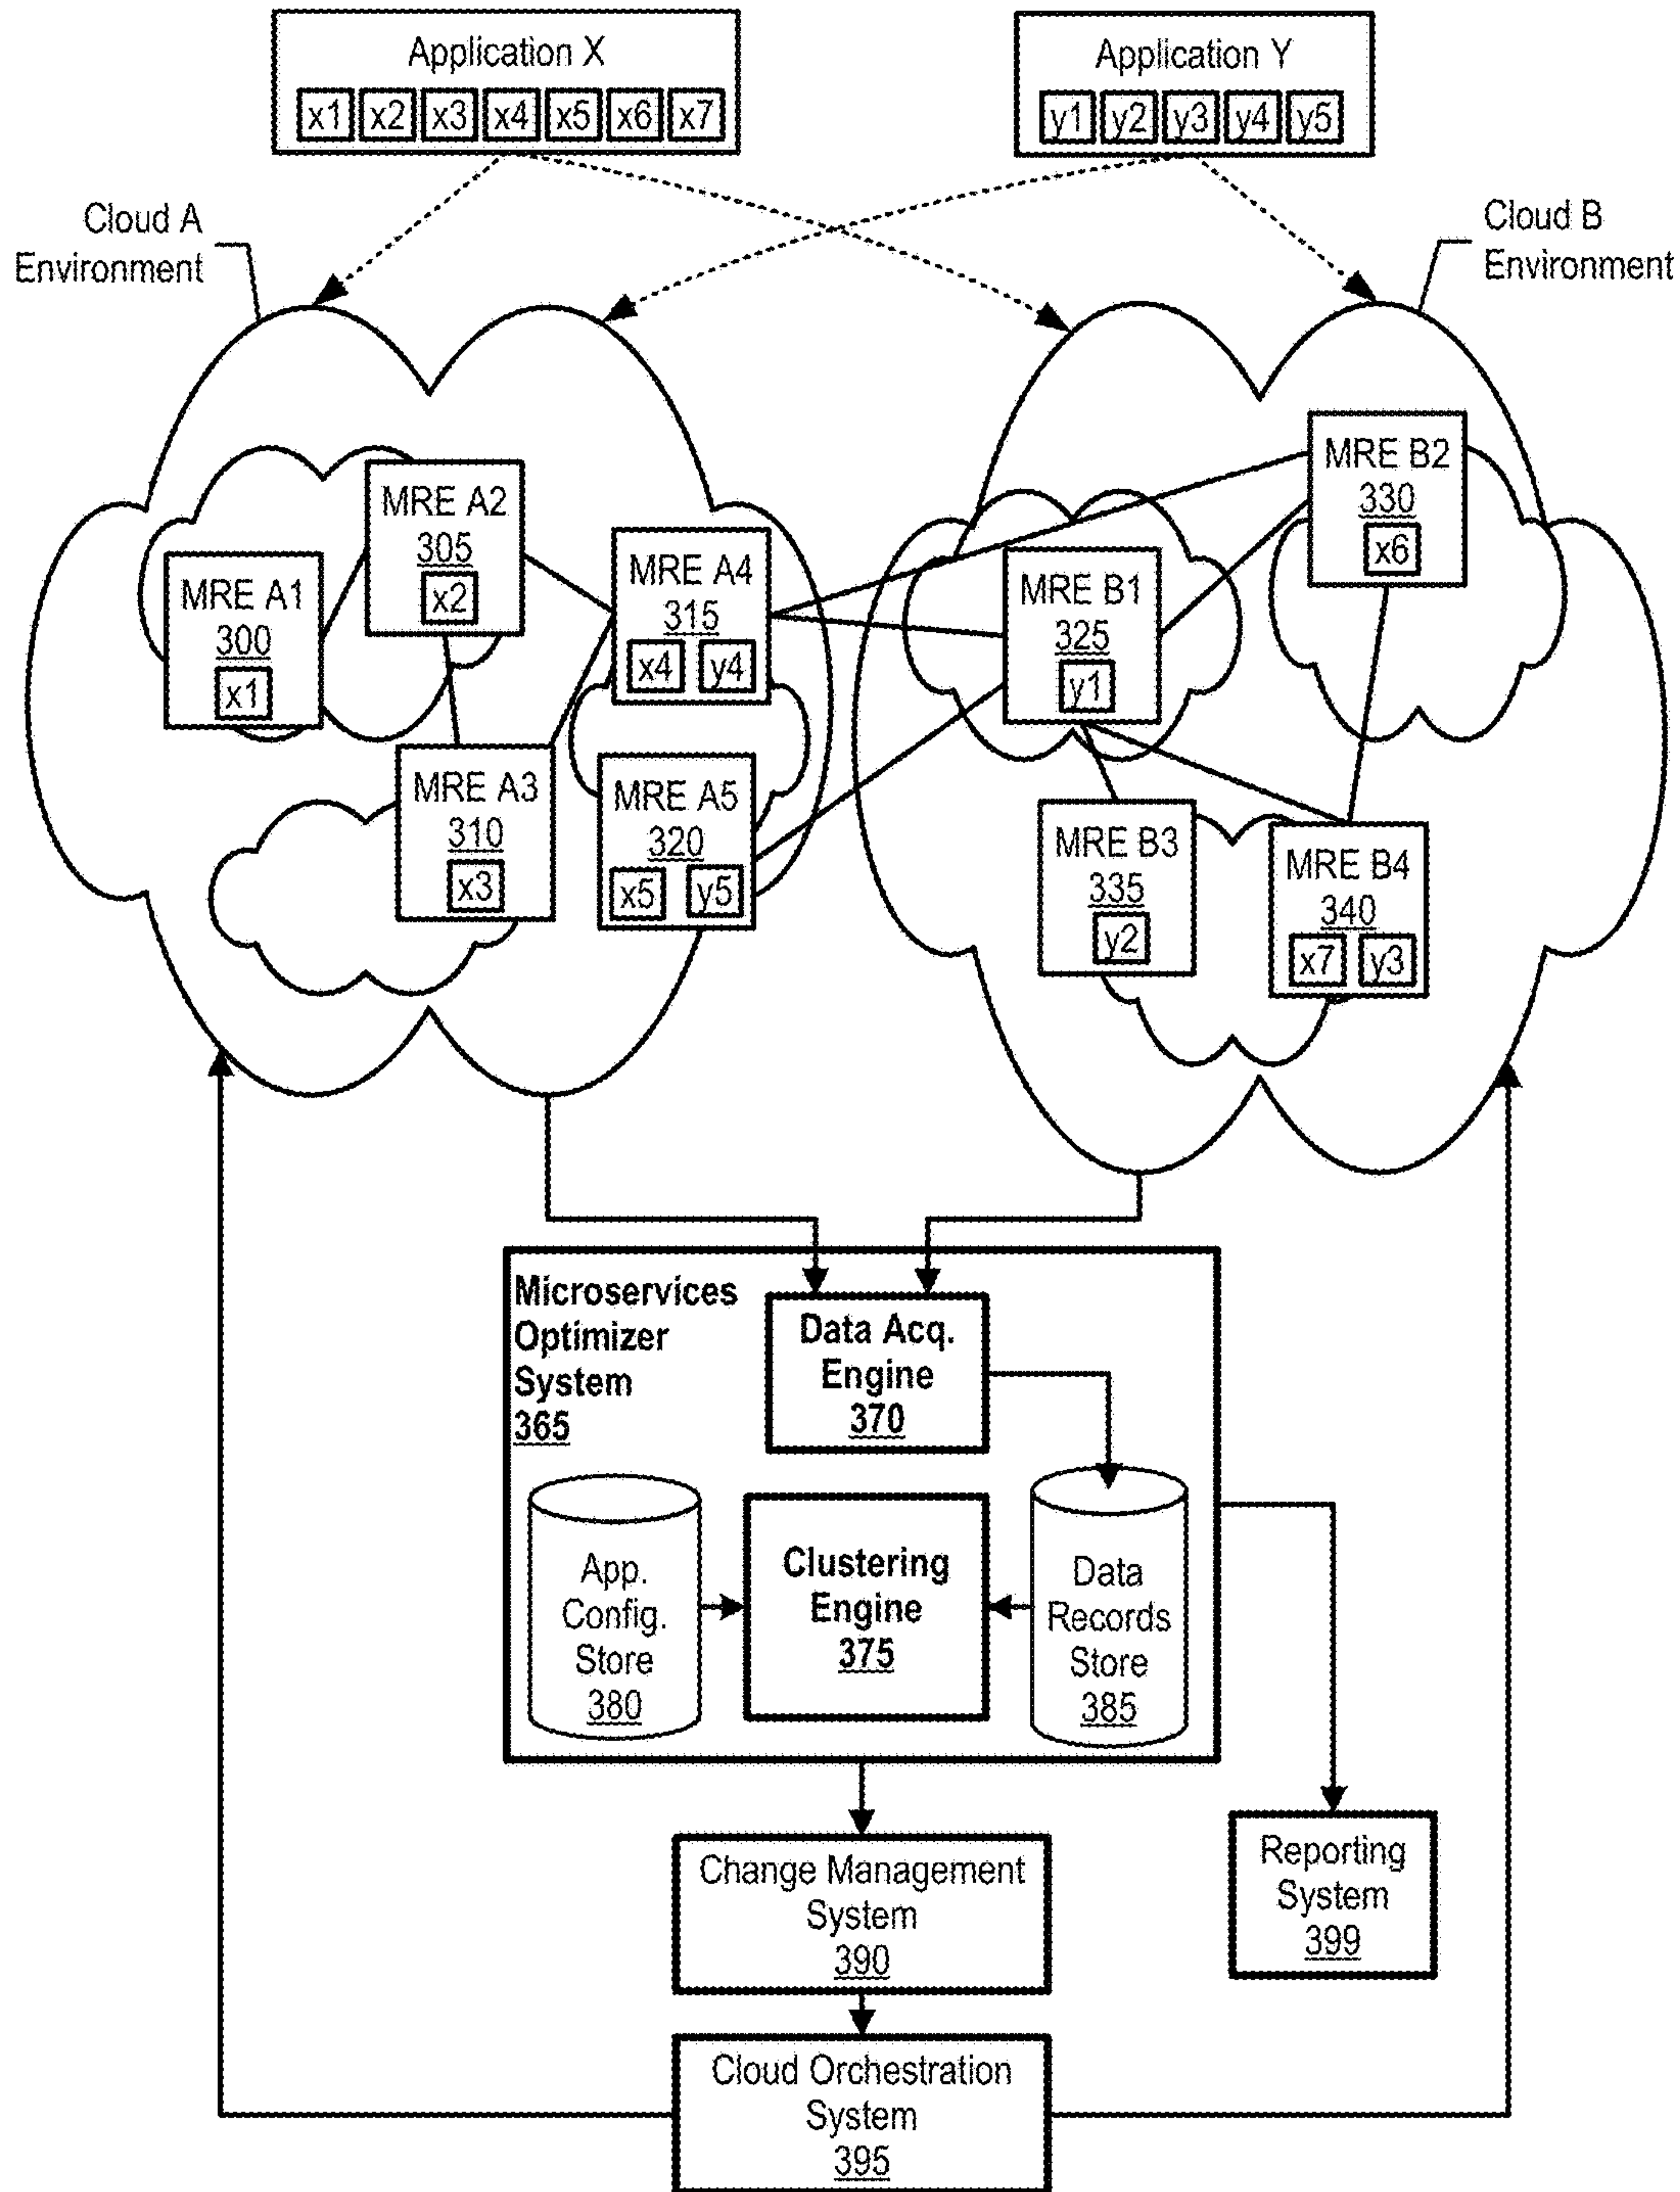 Application X
x1 x2 x3 x4 x5 x6 x7
Application Y
y1 y2 y3 y4 y5
Cloud A
Environment
Cloud B
Environment
MRE A1
300
x1
MRE A2
305
x2
MRE A3
310
x3
MRE A4
315
x4 y4
MRE A5
320
x5 y5
MRE B1
325
y1
MRE B2
330
x6
MRE B3
335
y2
MRE B4
340
x7 y3
Microservices
Optimizer
System
365
Data Acq.
Engine
370
App.
Config.
Store
380
Clustering
Engine
375
Data
Records
Store
385
Change Management
System
390
Reporting
System
399
Cloud Orchestration
System
395